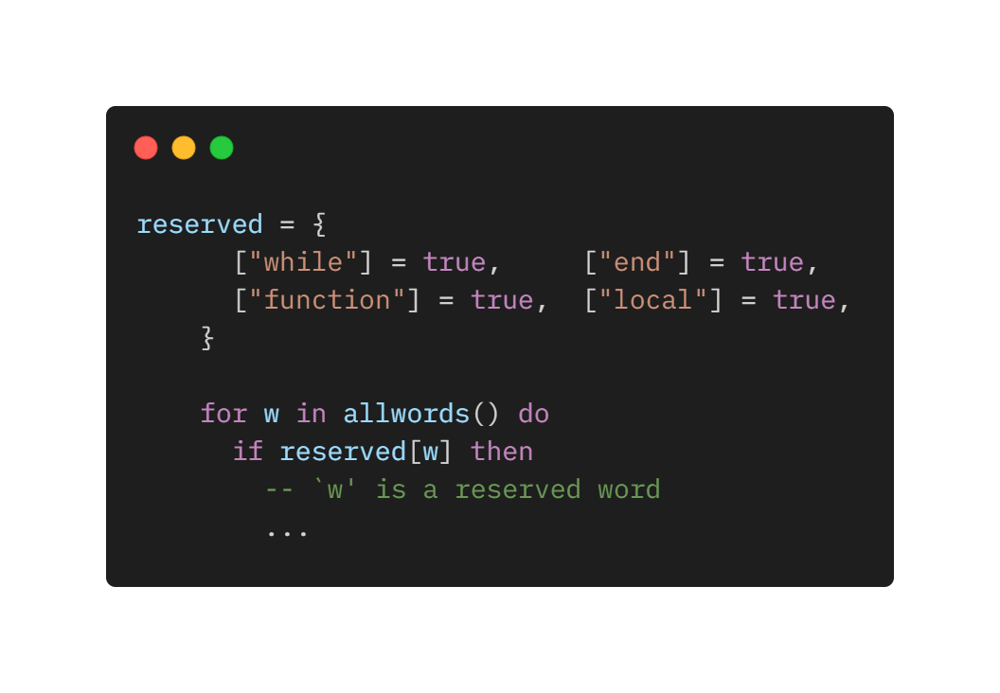 reserved = {
      ["while"] = true,     ["end"] = true,
      ["function"] = true,  ["local"] = true,
    }

    for w in allwords() do
      if reserved[w] then
        -- `w' is a reserved word
        ...